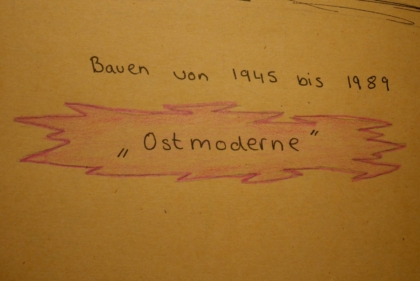 Bauen von 1945 bis 1989
„Ostmoderne“